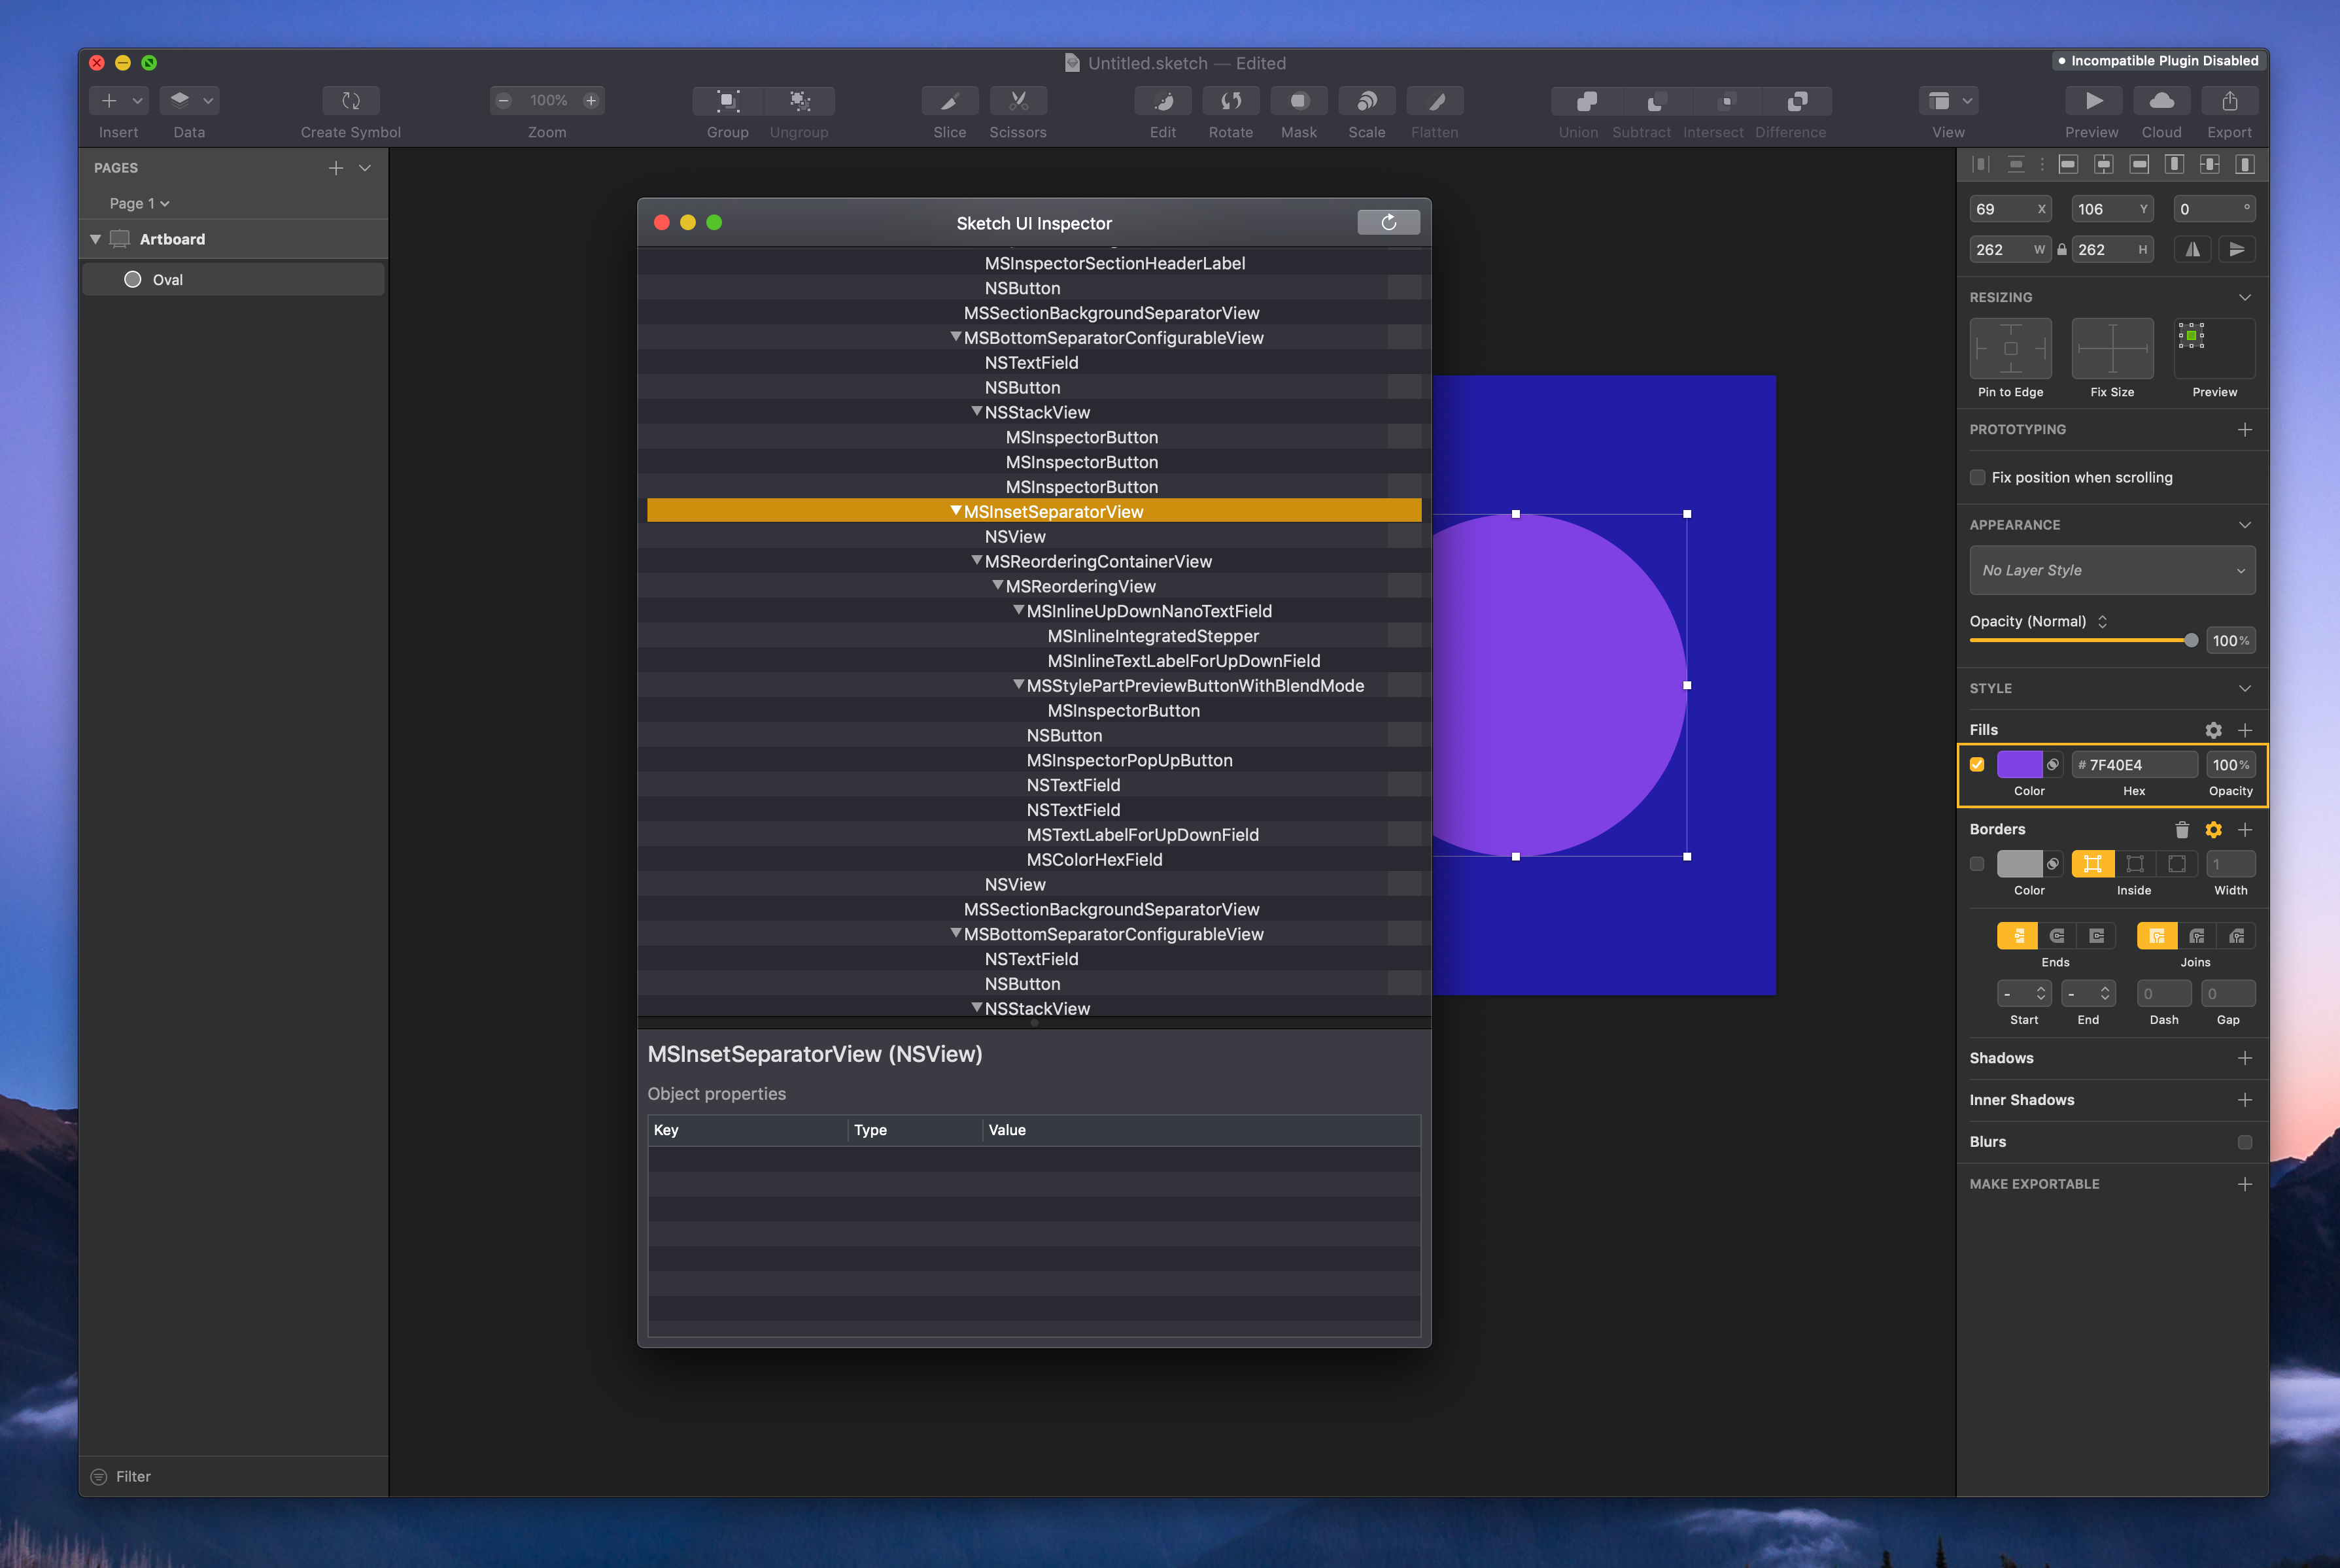 Untitled.sketch — Edited
Incompatible Plugin Disabled
100%
Insert
Data
Create Symbol
Zoom
Group
Ungroup
Slice
Scissors
Edit
Rotate
Mask
Scale
Flatten
Union
Subtract
Intersect
Difference
View
Preview
Cloud
Export
PAGES
Page 1
Artboard
Oval
Filter
Sketch UI Inspector
MSInspectorSectionHeaderLabel
NSButton
MSSectionBackgroundSeparatorView
MSBottomSeparatorConfigurableView
NSTextField
NSButton
NSStackView
MSInspectorButton
MSInspectorButton
MSInspectorButton
MSInsetSeparatorView
NSView
MSReorderingContainerView
MSReorderingView
MSInlineUpDownNanoTextField
MSInlineIntegratedStepper
MSInlineTextLabelForUpDownField
MSStylePartPreviewButtonWithBlendMode
MSInspectorButton
NSButton
MSInspectorPopUpButton
NSTextField
NSTextField
MSTextLabelForUpDownField
MSColorHexField
NSView
MSSectionBackgroundSeparatorView
MSBottomSeparatorConfigurableView
NSTextField
NSButton
NSStackView
MSInsetSeparatorView (NSView)
Object properties
Key Type Value
69 X 106 Y 0 °
262 W 262 H
RESIZING
Pin to Edge Fix Size Preview
PROTOTYPING
Fix position when scrolling
APPEARANCE
No Layer Style
Opacity (Normal)
100%
STYLE
Fills
# 7F40E4 100%
Color Hex Opacity
Borders
1
Color Inside Width
Ends Joins
- - 0 0
Start End Dash Gap
Shadows
Inner Shadows
Blurs
MAKE EXPORTABLE